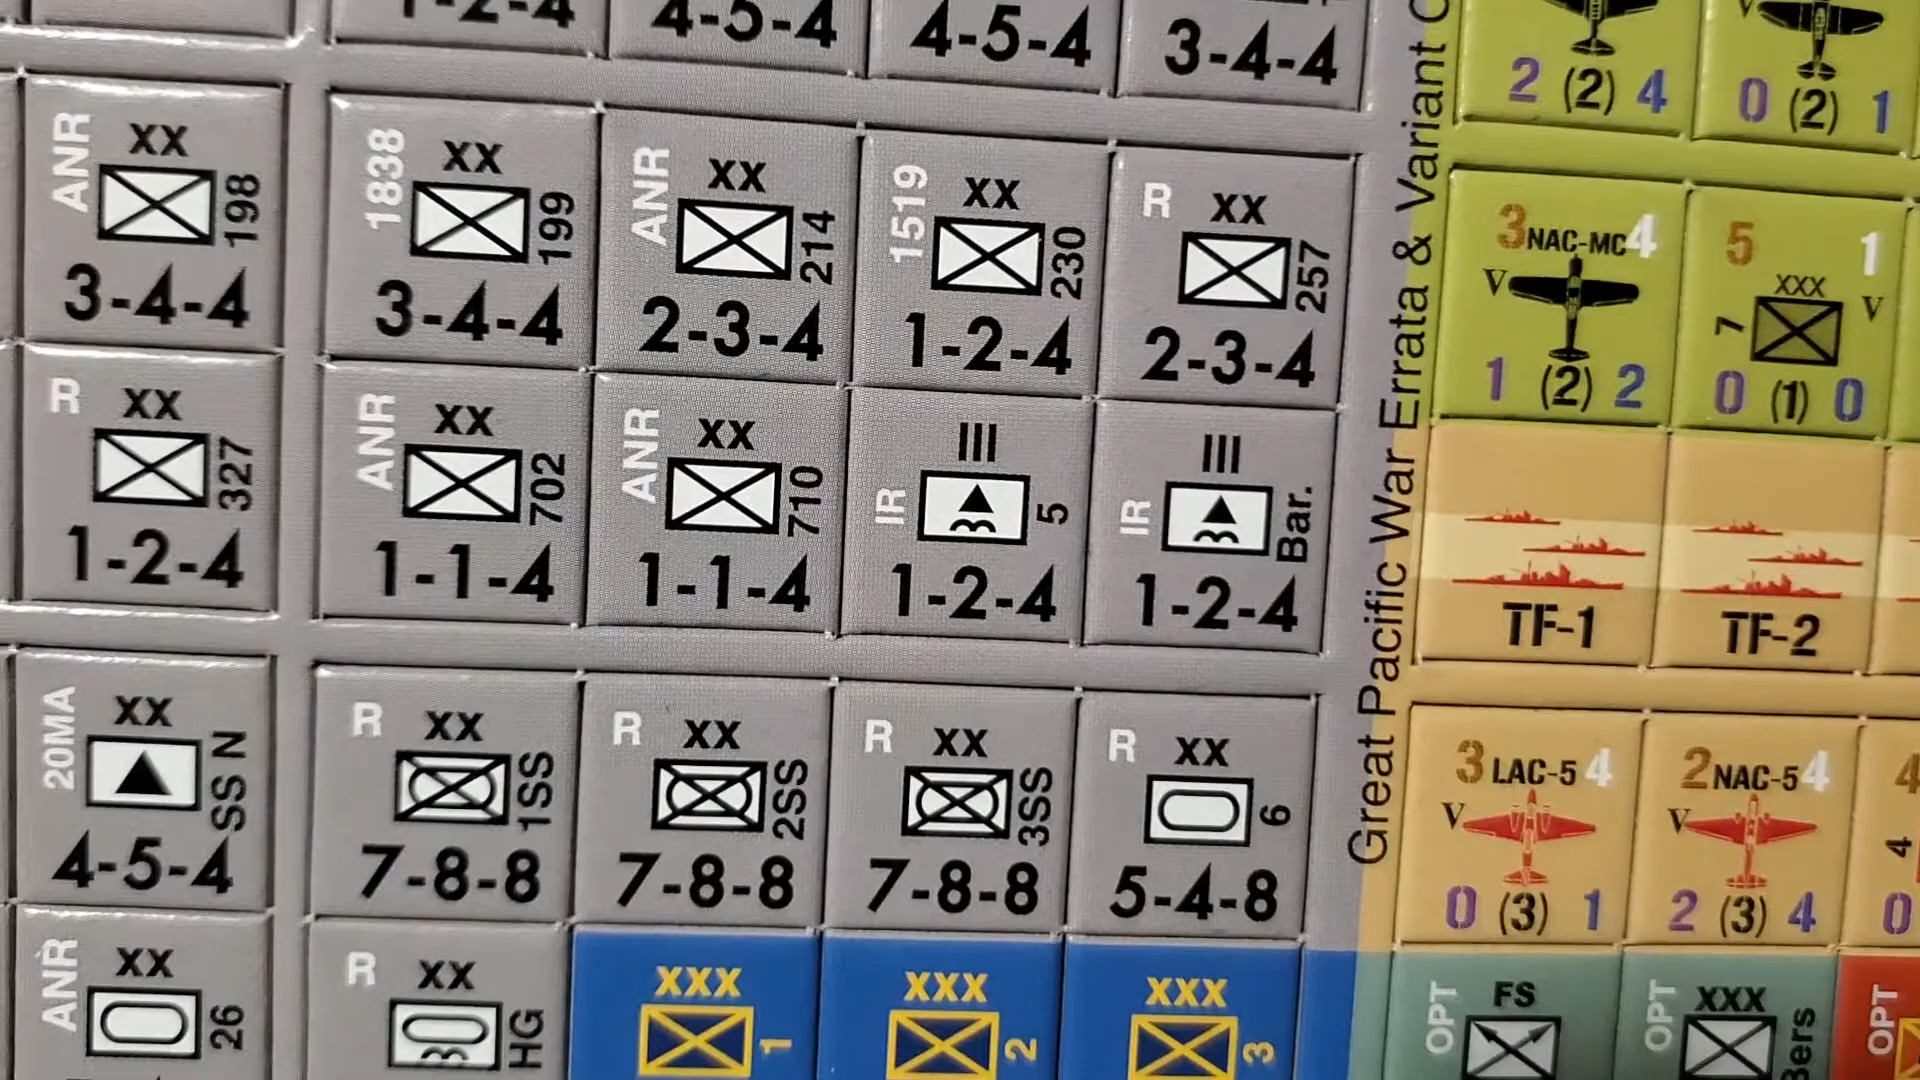 1-2-4 4-5-4 4-5-4 3-4-4
2 (2) 4 0 (2) 1
ANR XX 198 3-4-4
1838 XX 199 3-4-4
ANR XX 214 2-3-4
1519 XX 230 1-2-4
R XX 257 2-3-4
R XX 327 1-2-4
ANR XX 702 1-1-4
ANR XX 710 1-1-4
IR III 5 1-2-4
IR III Bar. 1-2-4
20MA XX SS N 4-5-4
R XX 1SS 7-8-8
R XX 2SS 7-8-8
R XX 3SS 7-8-8
R XX 6 5-4-8
ANR XX 26
R XX HG
XXX 1
XXX 2
XXX 3
Great Pacific War Errata & Variant
V
3 NAC-MC 4
V
1 (2) 2
5 1
XXX
7 V
0 (1) 0
TF-1
TF-2
3 LAC-5 4
V
0 (3) 1
2 NAC-5 4
V
2 (3) 4
4
4
0
OPT FS
OPT XXX Bers
OPT